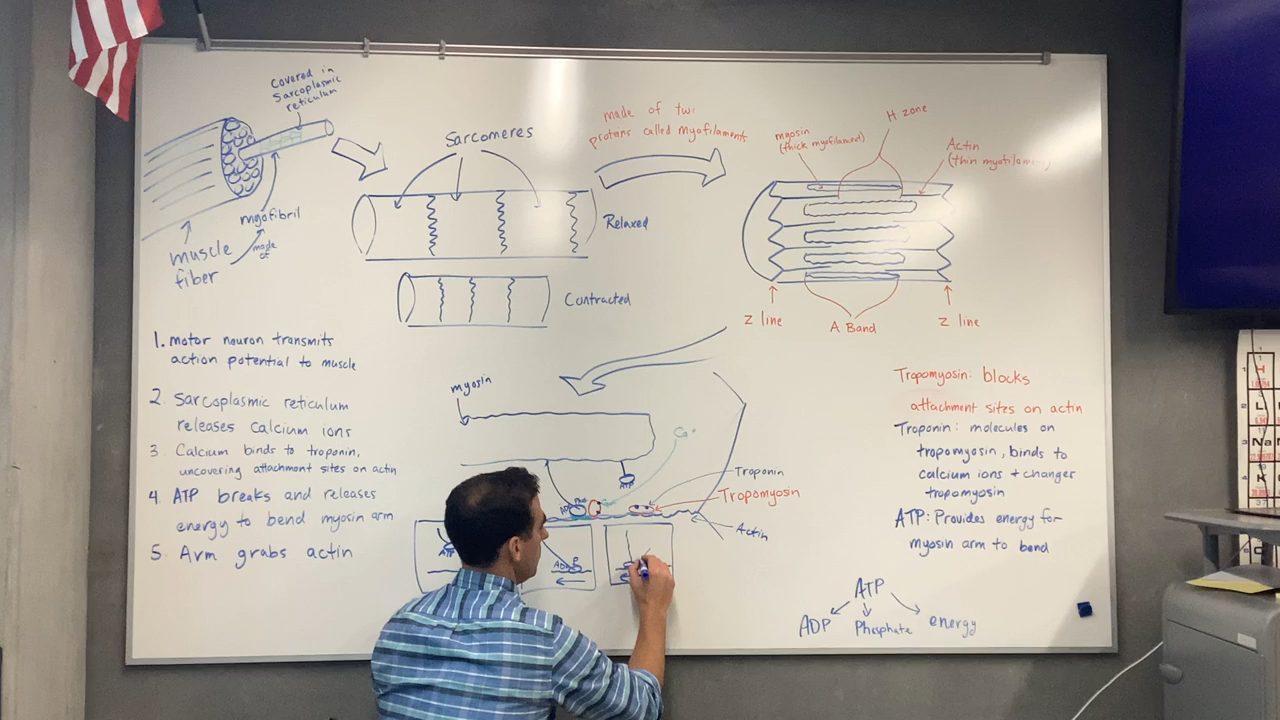 covered in
Sarcoplasmic
reticulum
myofibril
made
of
muscle
fiber
Sarcomeres
Relaxed
Contracted
made of two
protiens called myofilaments
myosin
(thick myofilament)
H zone
Actin
Z line
A Band
Z line
1. motor neuron transmits
action potential to muscle
2. Sarcoplasmic reticulum
releases Calcium ions
3 Calcium binds to troponin,
uncovering attachment sites on actin
4 ATP breaks and releases
energy to bend myosin arm
5. Arm grabs actin
myosin
Ca+
ATP
Troponin
Tropomyosin
Actin
ATP
Tropomyosin: blocks
attachment sites on actin
Troponin: molecules on
tropomyosin, binds to
calcium ions + changes
tropomyosin
ATP: Provides energy for
myosin arm to bend
ATP
ADP Phosphate energy
Na
K